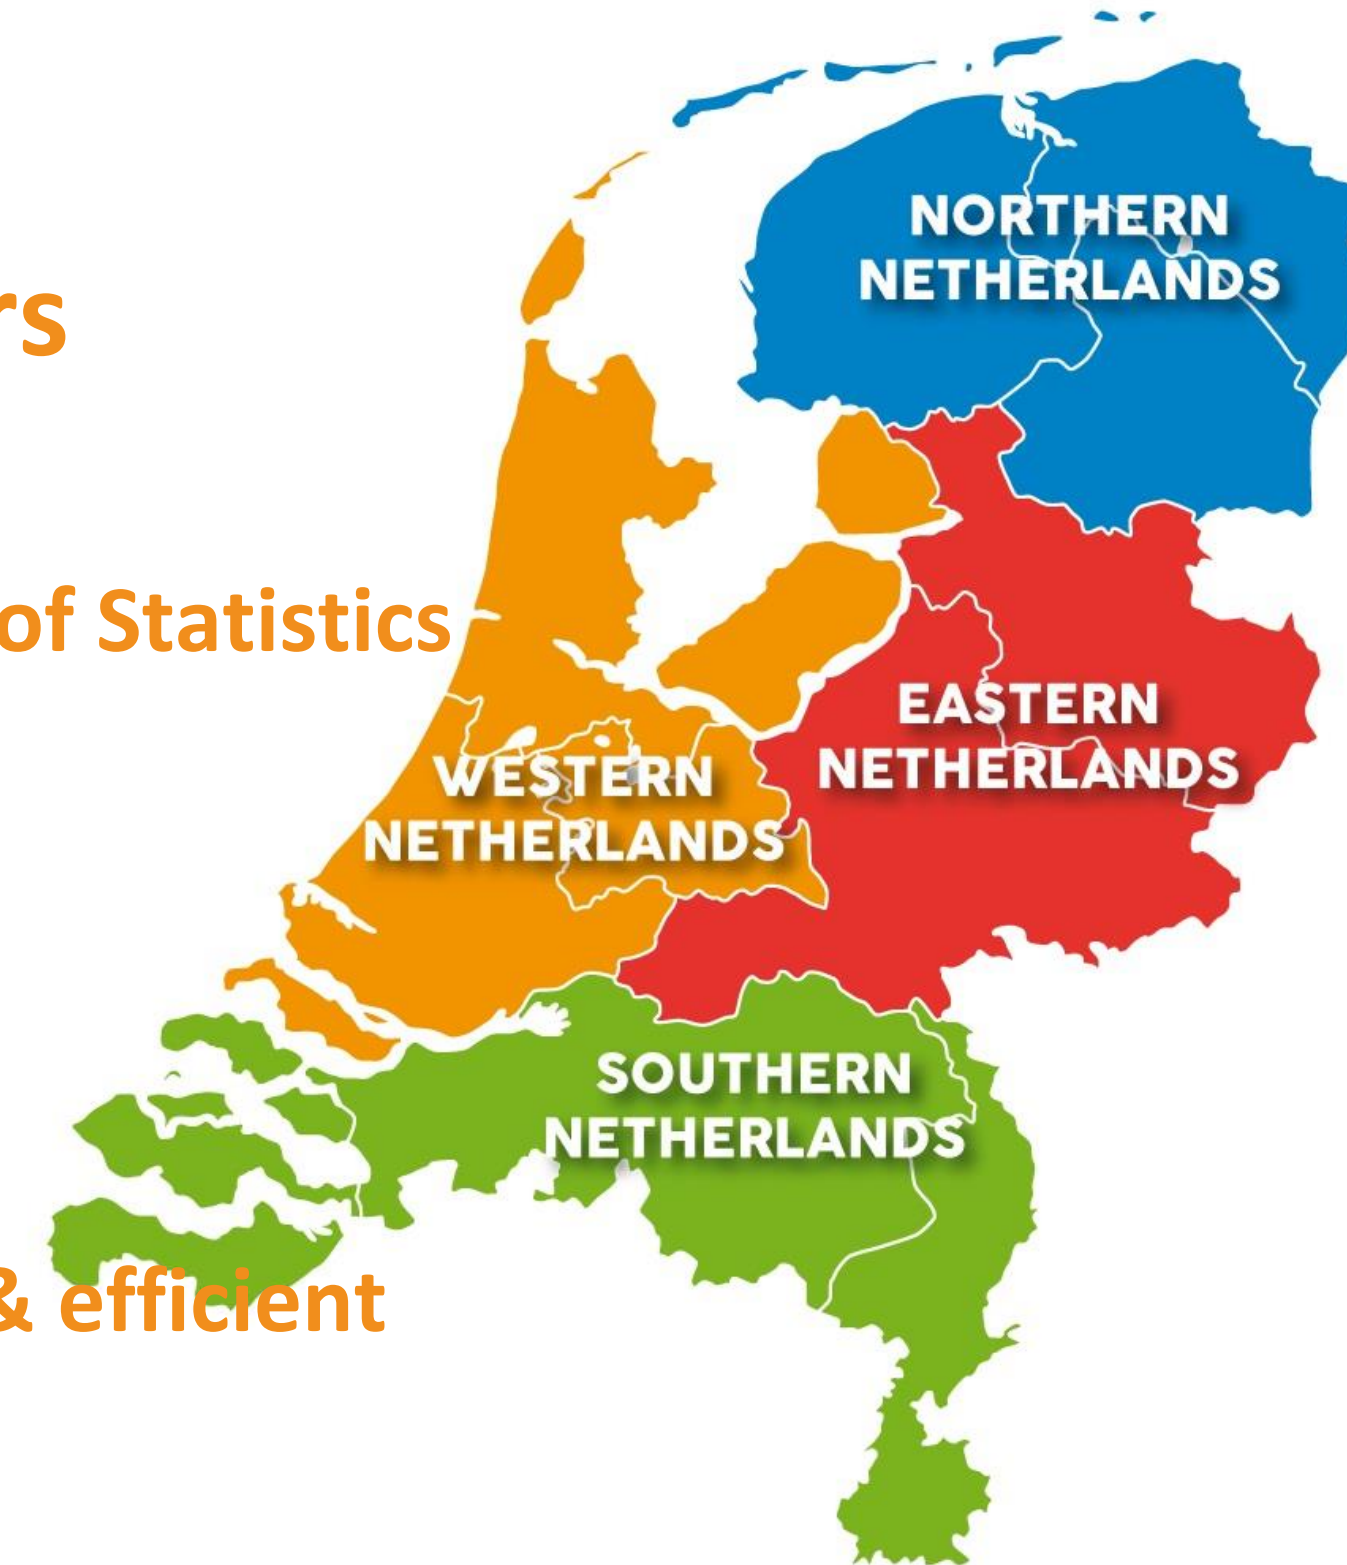 NORTHERN
NETHERLANDS
rs
of Statistics
EASTERN
NETHERLANDS
WESTERN
NETHERLANDS
SOUTHERN
NETHERLANDS
& efficient